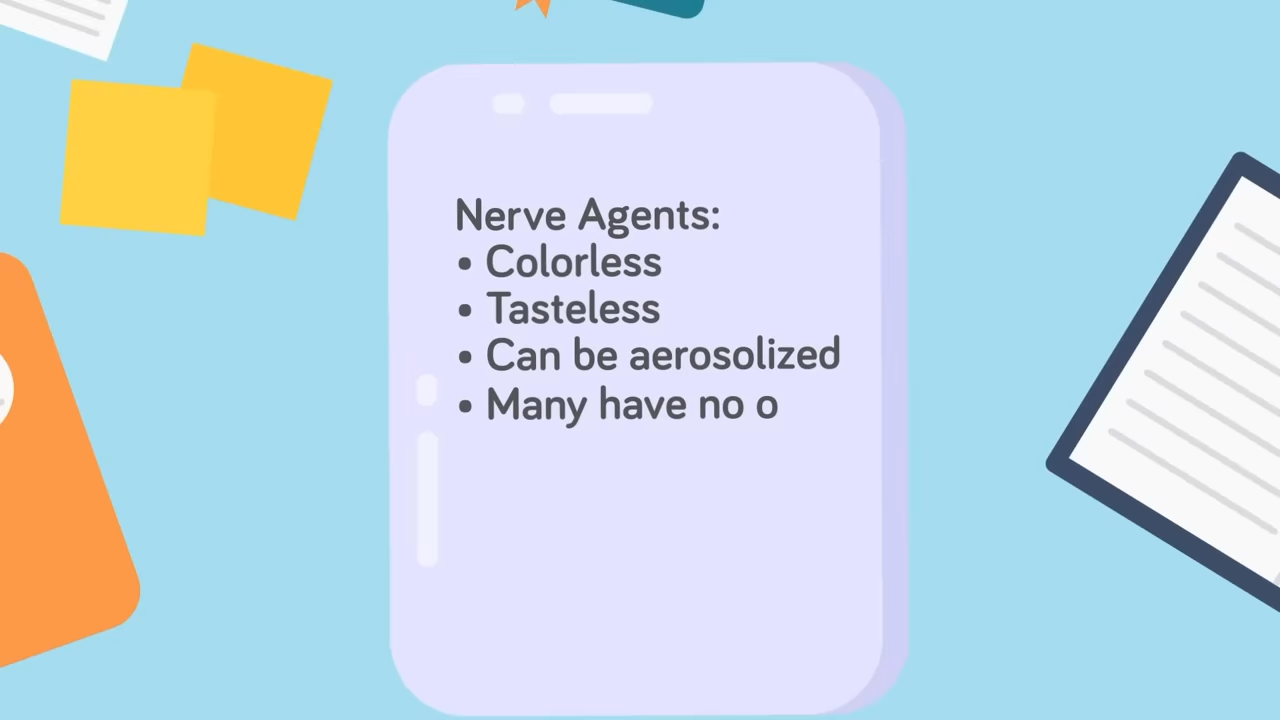 Nerve Agents:
• Colorless
• Tasteless
• Can be aerosolized
• Many have no o